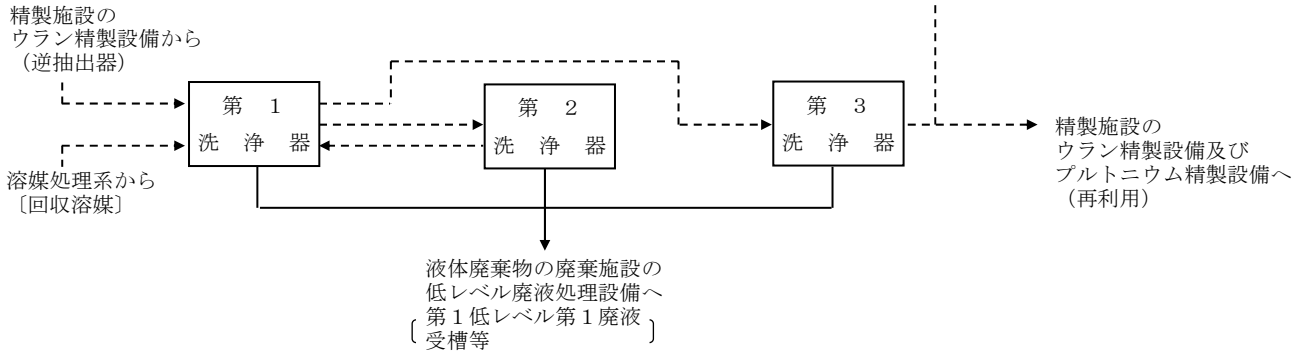 精製施設の
ウラン精製設備から
（逆抽出器）
溶媒処理系から
〔回収溶媒〕
第　１
洗　浄　器
第　２
洗　浄　器
第　３
洗　浄　器
精製施設の
ウラン精製設備及び
プルトニウム精製設備へ
（再利用）
液体廃棄物の廃棄施設の
低レベル廃液処理設備へ
〔第１低レベル第１廃液
受槽等〕